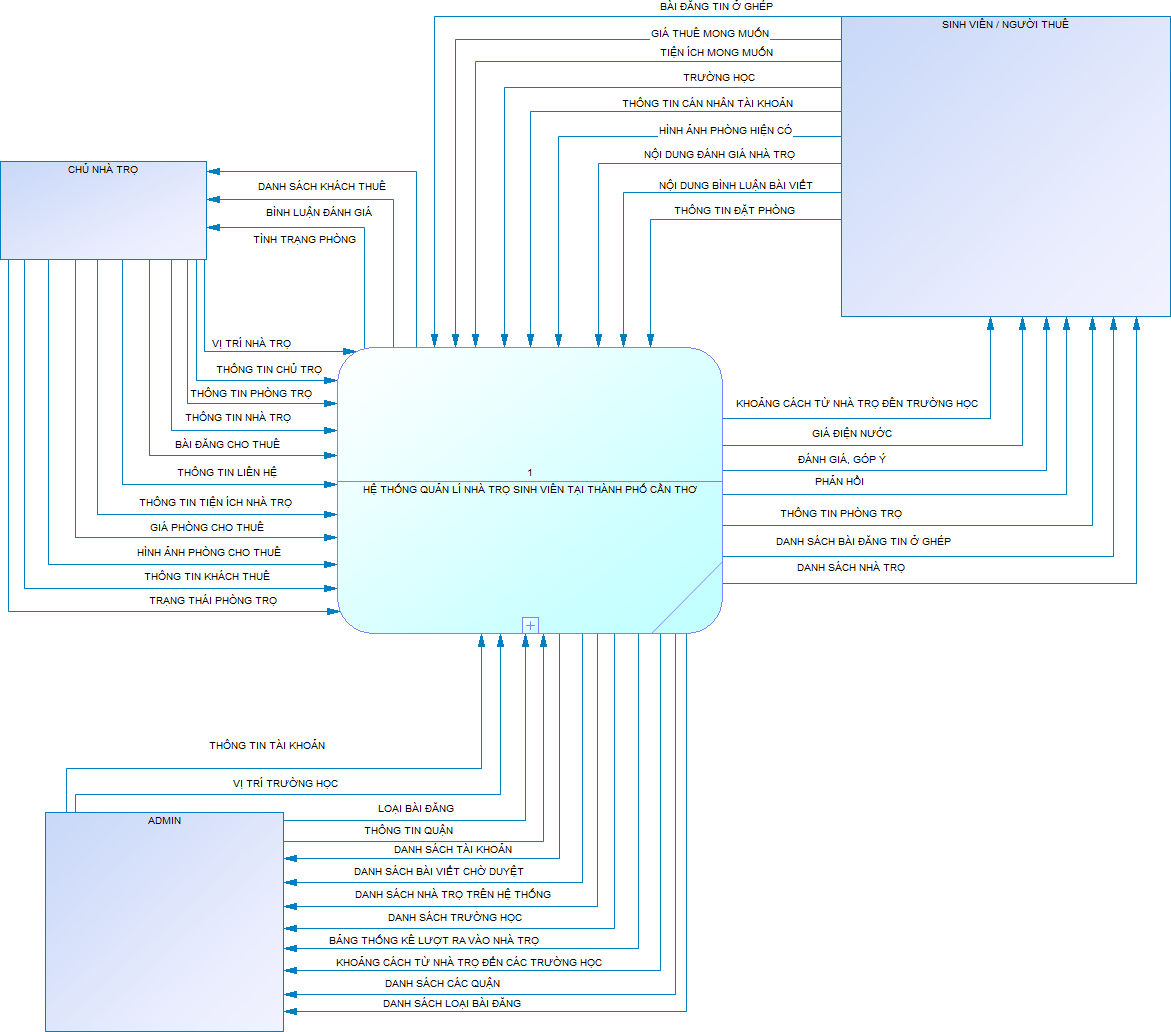 BÀI ĐĂNG TIN Ở GHÉP
SINH VIÊN / NGƯỜI THUÊ
GIÁ THUÊ MONG MUỐN
TIỆN ÍCH MONG MUỐN
TRƯỜNG HỌC
THÔNG TIN CÁN NHÂN TÀI KHOẢN
HÌNH ẢNH PHÒNG HIỆN CÓ
NỘI DUNG ĐÁNH GIÁ NHÀ TRỌ
NỘI DUNG BÌNH LUẬN BÀI VIẾT
THÔNG TIN ĐẶT PHÒNG
CHỦ NHÀ TRỌ
DANH SÁCH KHÁCH THUÊ
BÌNH LUẬN ĐÁNH GIÁ
TÌNH TRẠNG PHÒNG
VỊ TRÍ NHÀ TRỌ
THÔNG TIN CHỦ TRỌ
THÔNG TIN PHÒNG TRỌ
THÔNG TIN NHÀ TRỌ
BÀI ĐĂNG CHO THUÊ
THÔNG TIN LIÊN HỆ
THÔNG TIN TIỆN ÍCH NHÀ TRỌ
GIÁ PHÒNG CHO THUÊ
HÌNH ẢNH PHÒNG CHO THUÊ
THÔNG TIN KHÁCH THUÊ
TRẠNG THÁI PHÒNG TRỌ
1
HỆ THỐNG QUẢN LÍ NHÀ TRỌ SINH VIÊN TẠI THÀNH PHỐ CẦN THƠ
KHOẢNG CÁCH TỪ NHÀ TRỌ ĐẾN TRƯỜNG HỌC
GIÁ ĐIỆN NƯỚC
ĐÁNH GIÁ, GÓP Ý
PHẢN HỒI
THÔNG TIN PHÒNG TRỌ
DANH SÁCH BÀI ĐĂNG TIN Ở GHÉP
DANH SÁCH NHÀ TRỌ
THÔNG TIN TÀI KHOẢN
VỊ TRÍ TRƯỜNG HỌC
LOẠI BÀI ĐĂNG
THÔNG TIN QUẬN
ADMIN
DANH SÁCH TÀI KHOẢN
DANH SÁCH BÀI VIẾT CHỜ DUYỆT
DANH SÁCH NHÀ TRỌ TRÊN HỆ THỐNG
DANH SÁCH TRƯỜNG HỌC
BẢNG THỐNG KÊ LƯỢT RA VÀO NHÀ TRỌ
KHOẢNG CÁCH TỪ NHÀ TRỌ ĐẾN CÁC TRƯỜNG HỌC
DANH SÁCH CÁC QUẬN
DANH SÁCH LOẠI BÀI ĐĂNG